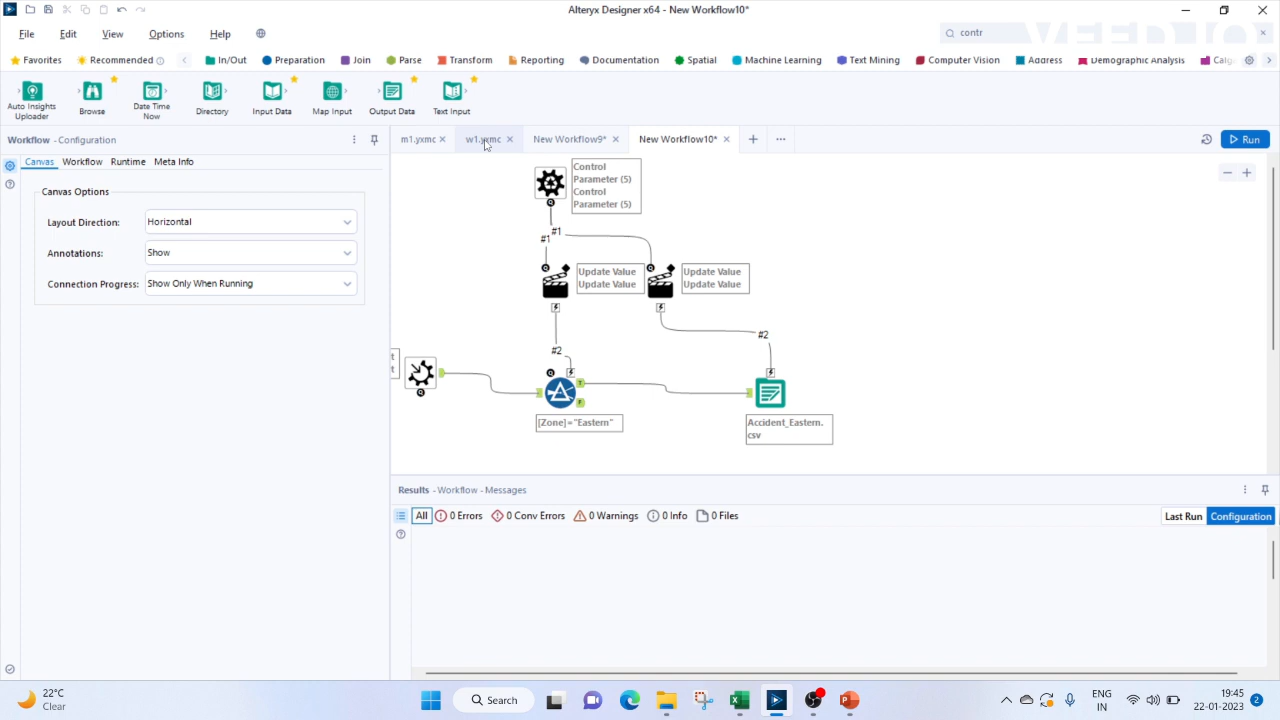 Alteryx Designer x64 - New Workflow10*
File Edit View Options Help
contr
Favorites Recommended In/Out Preparation Join Parse Transform Reporting Documentation Spatial Machine Learning Text Mining Computer Vision Address Demographic Analysis
Auto Insights Uploader
Browse
Date Time Now
Directory
Input Data
Map Input
Output Data
Text Input
Workflow - Configuration
m1.yxmc w1.yxmc New Workflow9* New Workflow10*
Run
Canvas Workflow Runtime Meta Info
Canvas Options
Layout Direction: Horizontal
Annotations: Show
Connection Progress: Show Only When Running
Control
Parameter (5)
Control
Parameter (5)
#1
#1
Update Value
Update Value
Update Value
Update Value
#2
#2
t
t
T
F
[Zone]="Eastern"
Accident_Eastern.
csv
Results - Workflow - Messages
All 0 Errors 0 Conv Errors 0 Warnings 0 Info 0 Files
Last Run Configuration
22°C
Clear
Search
ENG
IN
19:45
22-01-2023
2